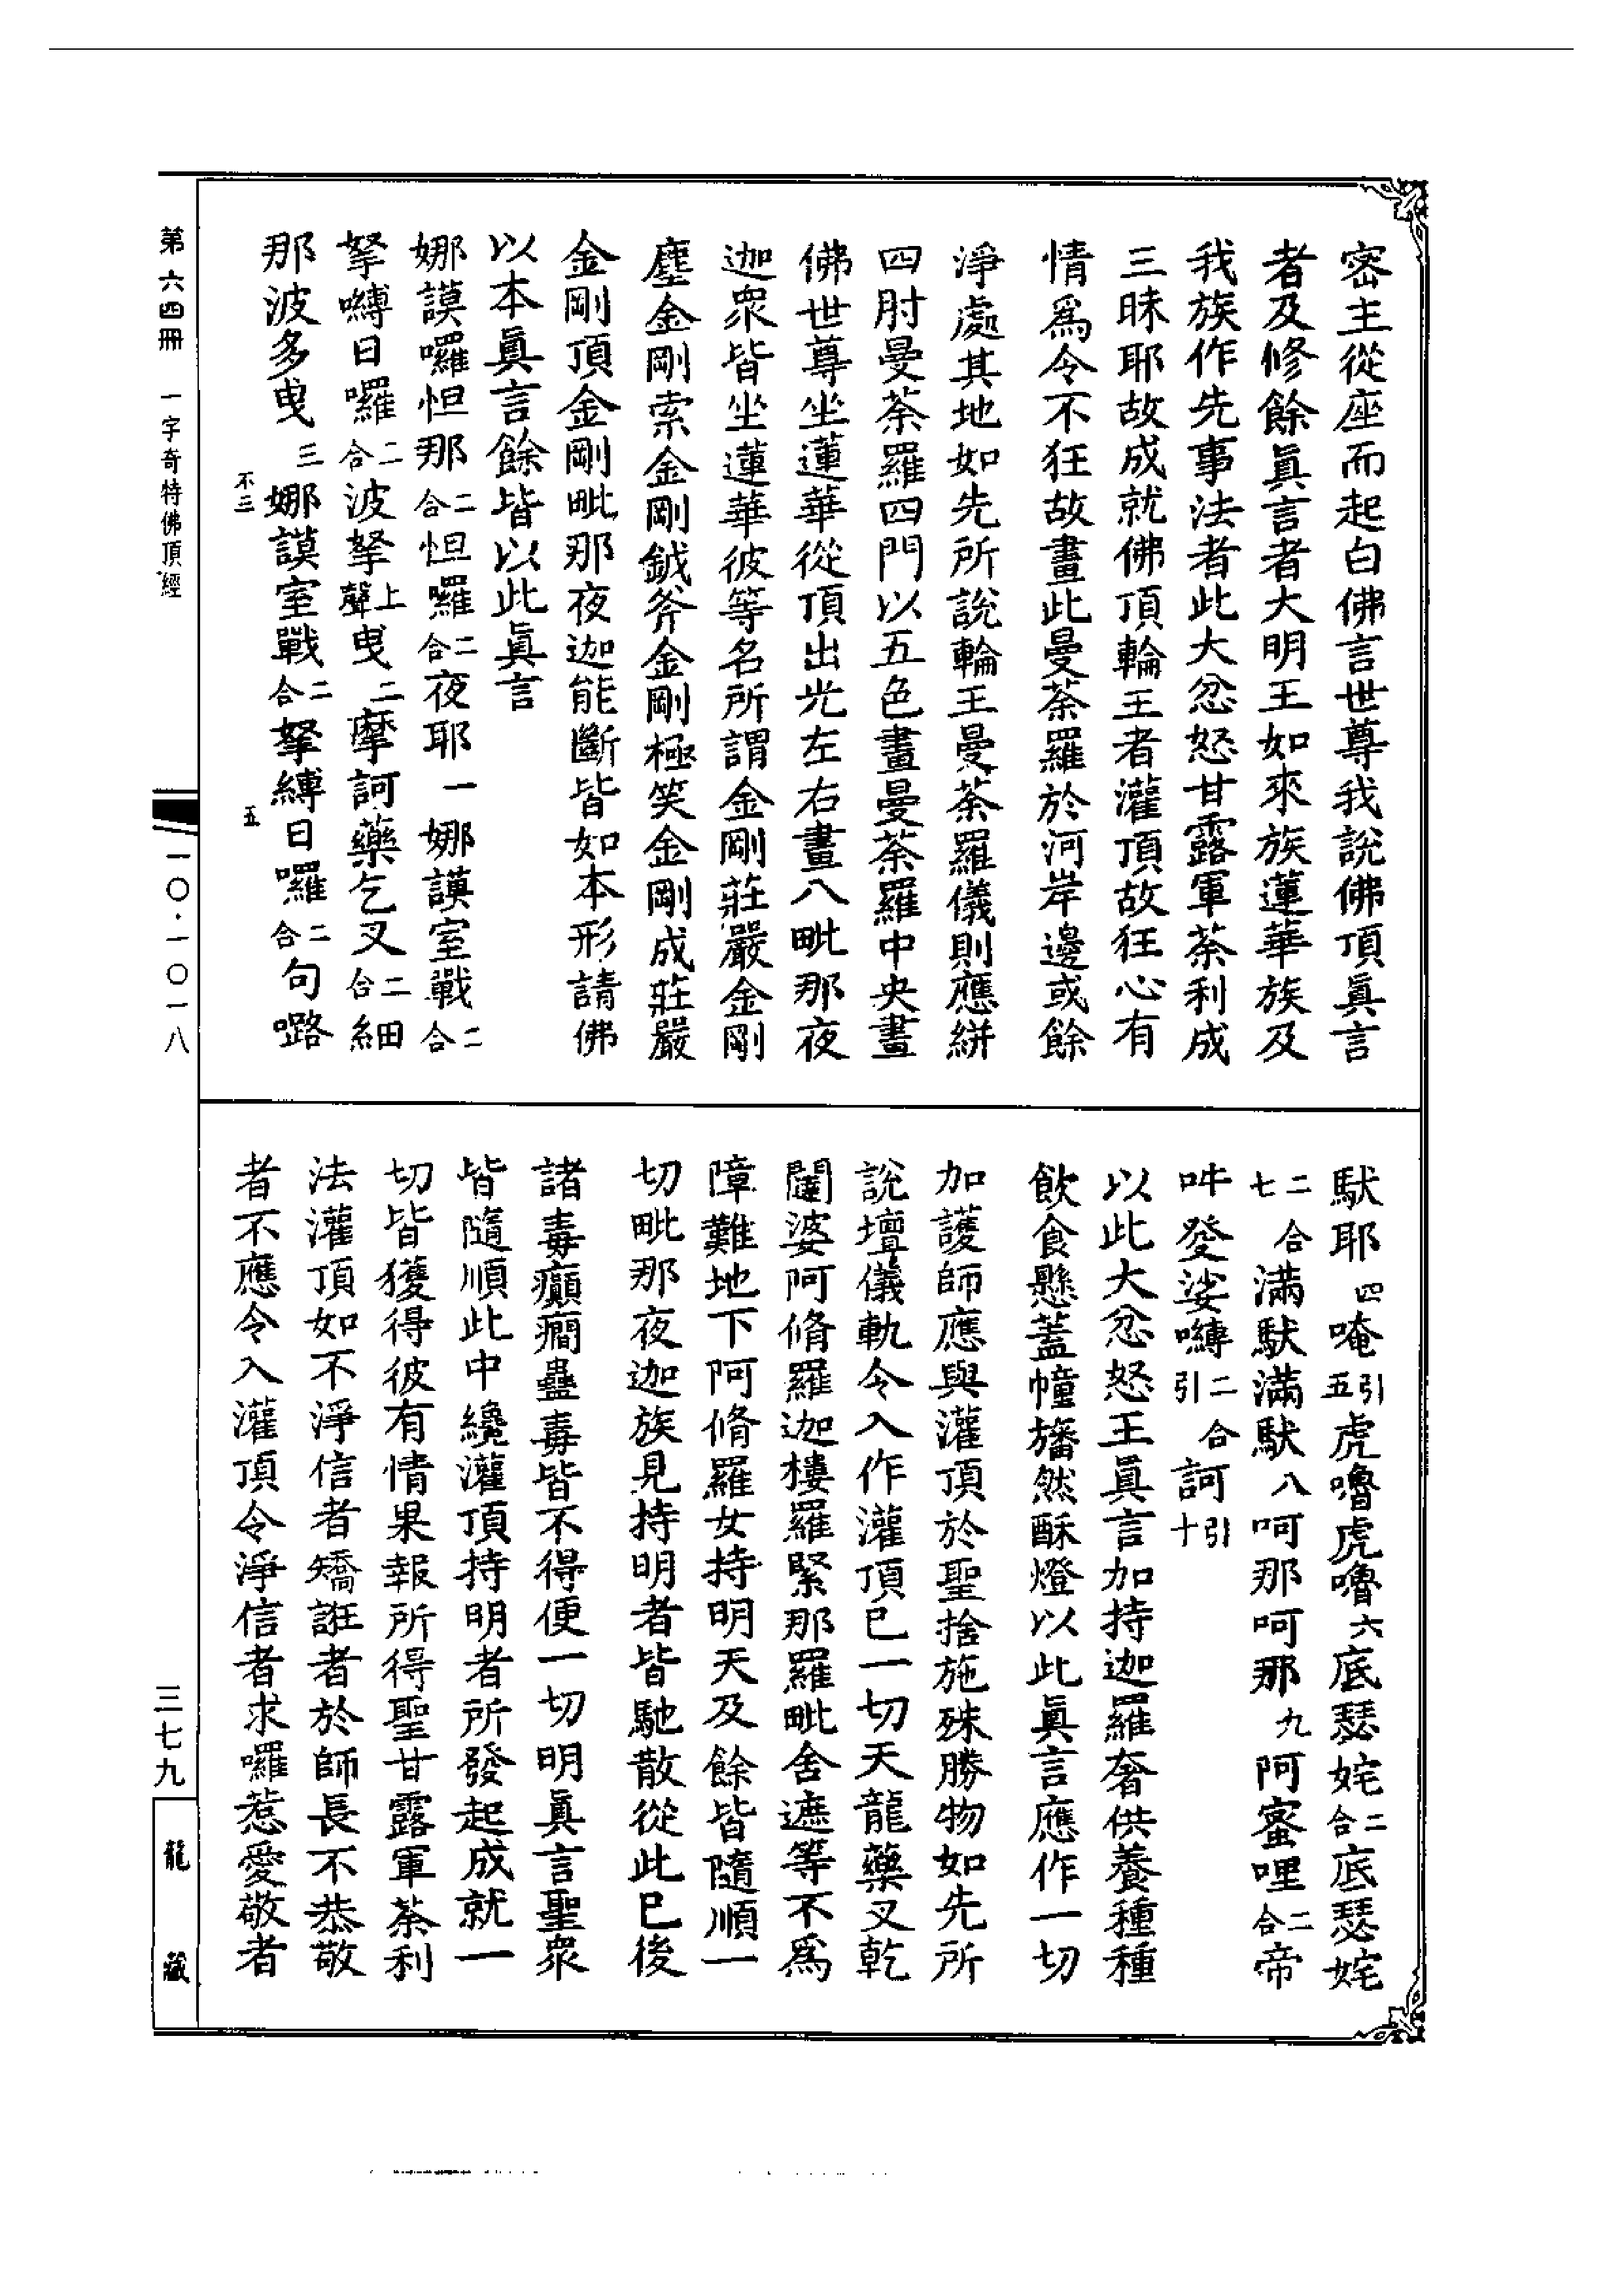 密主從座而起白佛言世尊我說佛頂眞言
者及修餘眞言者大明王如來族蓮華族及
我族作先事法者此大忿怒甘露軍荼利成
三昧耶故成就佛頂輪王者灌頂故狂心有
情爲令不狂故畫此曼荼羅於河岸邊或餘
淨處其地如先所說輪王曼荼羅儀則應絣
四肘曼荼羅四門以五色畫曼荼羅中央畫
佛世尊坐蓮華從頂出光左右畫八毗那夜
迦衆皆坐蓮華彼等名所謂金剛莊嚴金剛
塵金剛索金剛鉞斧金剛極笑金剛成莊嚴
金剛頂金剛毗那夜迦能斷皆如本形請佛
以本眞言餘皆以此眞言
娜謨囉怛那二合怛囉二合夜耶一娜謨室戰二合
拏嚩日囉二合波拏上聲曳二摩訶藥乞叉二合細
那波多曳三娜謨室戰二合拏縛日囉二合句嚕
馱耶四唵引五虎嚕虎嚕六底瑟姹二合底瑟姹
二合七滿馱滿馱八呵那呵那九阿蜜哩二合帝
吽發娑嚩二合引訶引十
以此大忿怒王眞言加持迦羅奢供養種種
飲食懸蓋幢旛然酥燈以此眞言應作一切
加護師應與灌頂於聖捨施殊勝物如先所
說壇儀軌令入作灌頂已一切天龍藥叉乾
闥婆阿脩羅迦樓羅緊那羅毗舍遮等不爲
障難地下阿脩羅女持明天及餘皆隨順一
切毗那夜迦族見持明者皆馳散從此已後
諸毒癲癇蠱毒皆不得便一切明眞言聖衆
皆隨順此中纔灌頂持明者所發起成就一
切皆獲得彼有情果報所得聖甘露軍荼利
法灌頂如不淨信者矯誑者於師長不恭敬
者不應令入灌頂令淨信者求囉惹愛敬者
不三
五
第六四冊 一字奇特佛頂經
一〇·一〇一八
三七九
龍藏